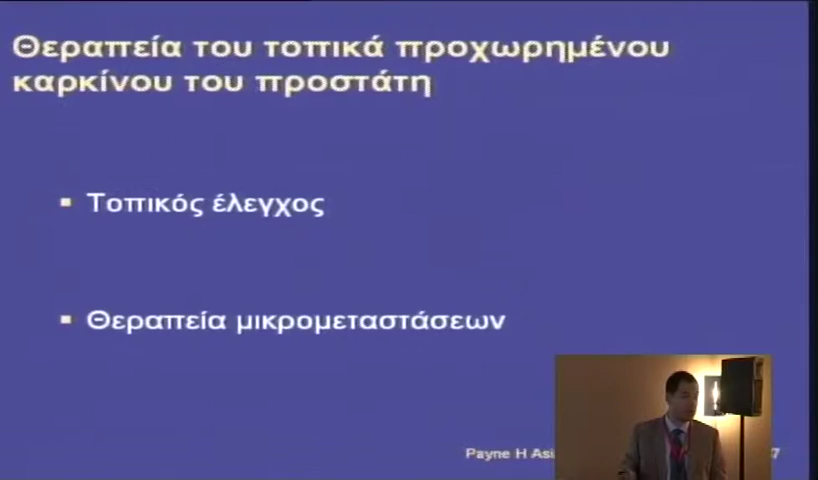 Θεραπεία του τοπικά προχωρημένου
καρκίνου του προστάτη
▪ Τοπικός έλεγχος
▪ Θεραπεία μικρομεταστάσεων
Payne H